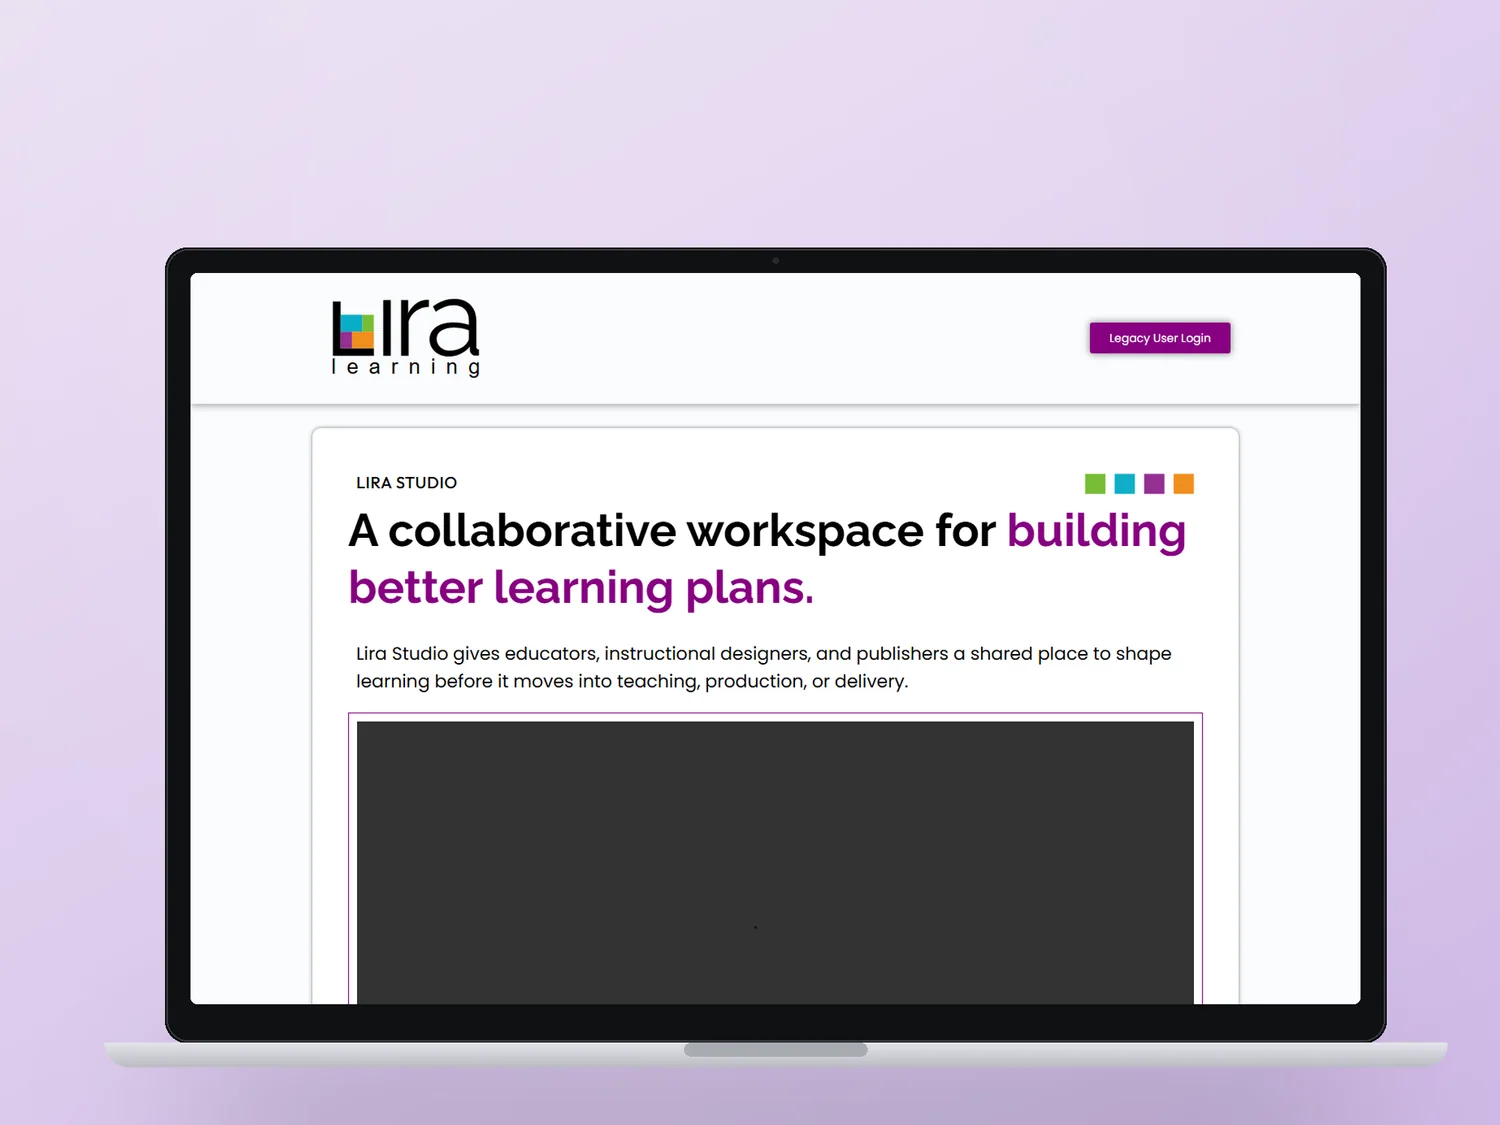 Lira
learning
Legacy User Login
LIRA STUDIO
A collaborative workspace for building
better learning plans.
Lira Studio gives educators, instructional designers, and publishers a shared place to shape
learning before it moves into teaching, production, or delivery.